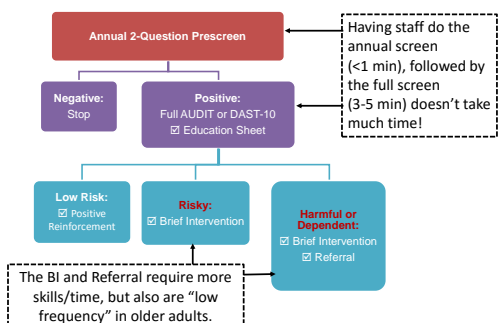 Annual 2-Question Prescreen
Having staff do the
annual screen
(<1 min), followed by
the full screen
(3-5 min) doesn't take
much time!
Negative:
Stop
Positive:
Full AUDIT or DAST-10
☑ Education Sheet
Low Risk:
☑ Positive
Reinforcement
Risky:
☑ Brief Intervention
Harmful or
Dependent:
☑ Brief Intervention
☑ Referral
The BI and Referral require more
skills/time, but also are “low
frequency” in older adults.